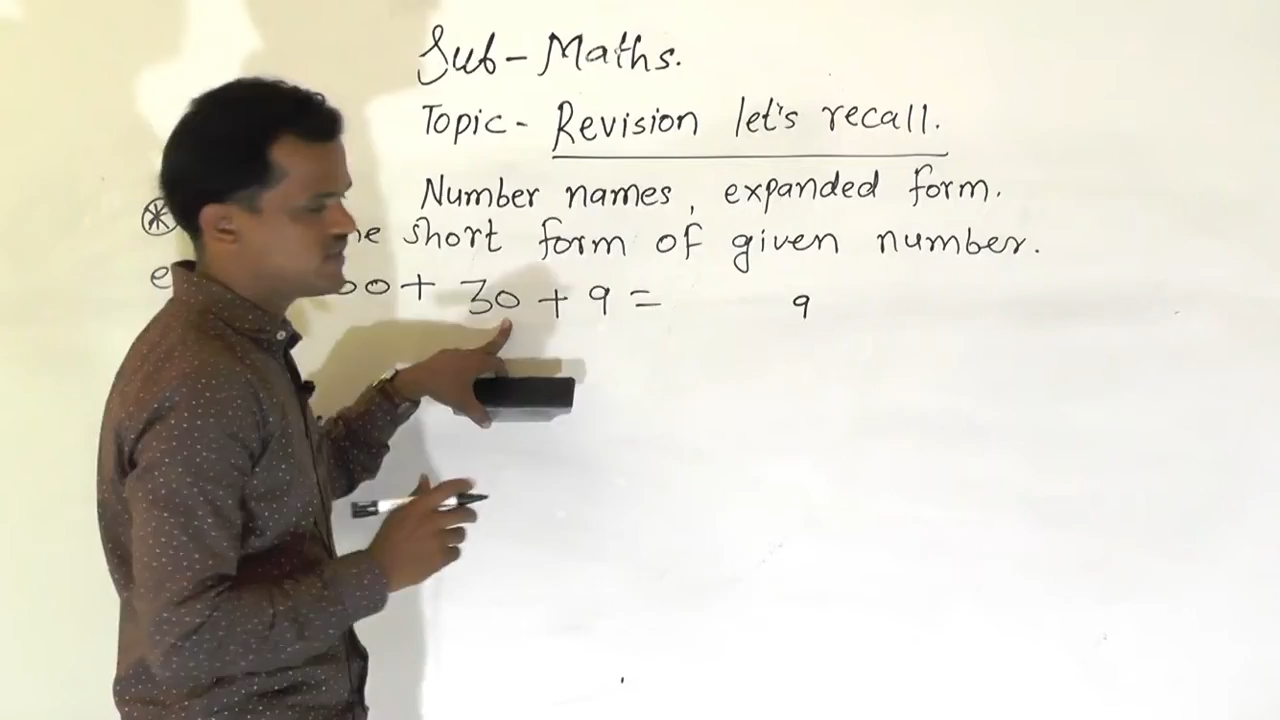 Sub - Maths.
Topic - Revision let's recall.
Number names, expanded form.
short form of given number.
+ 30 + 9 = 9